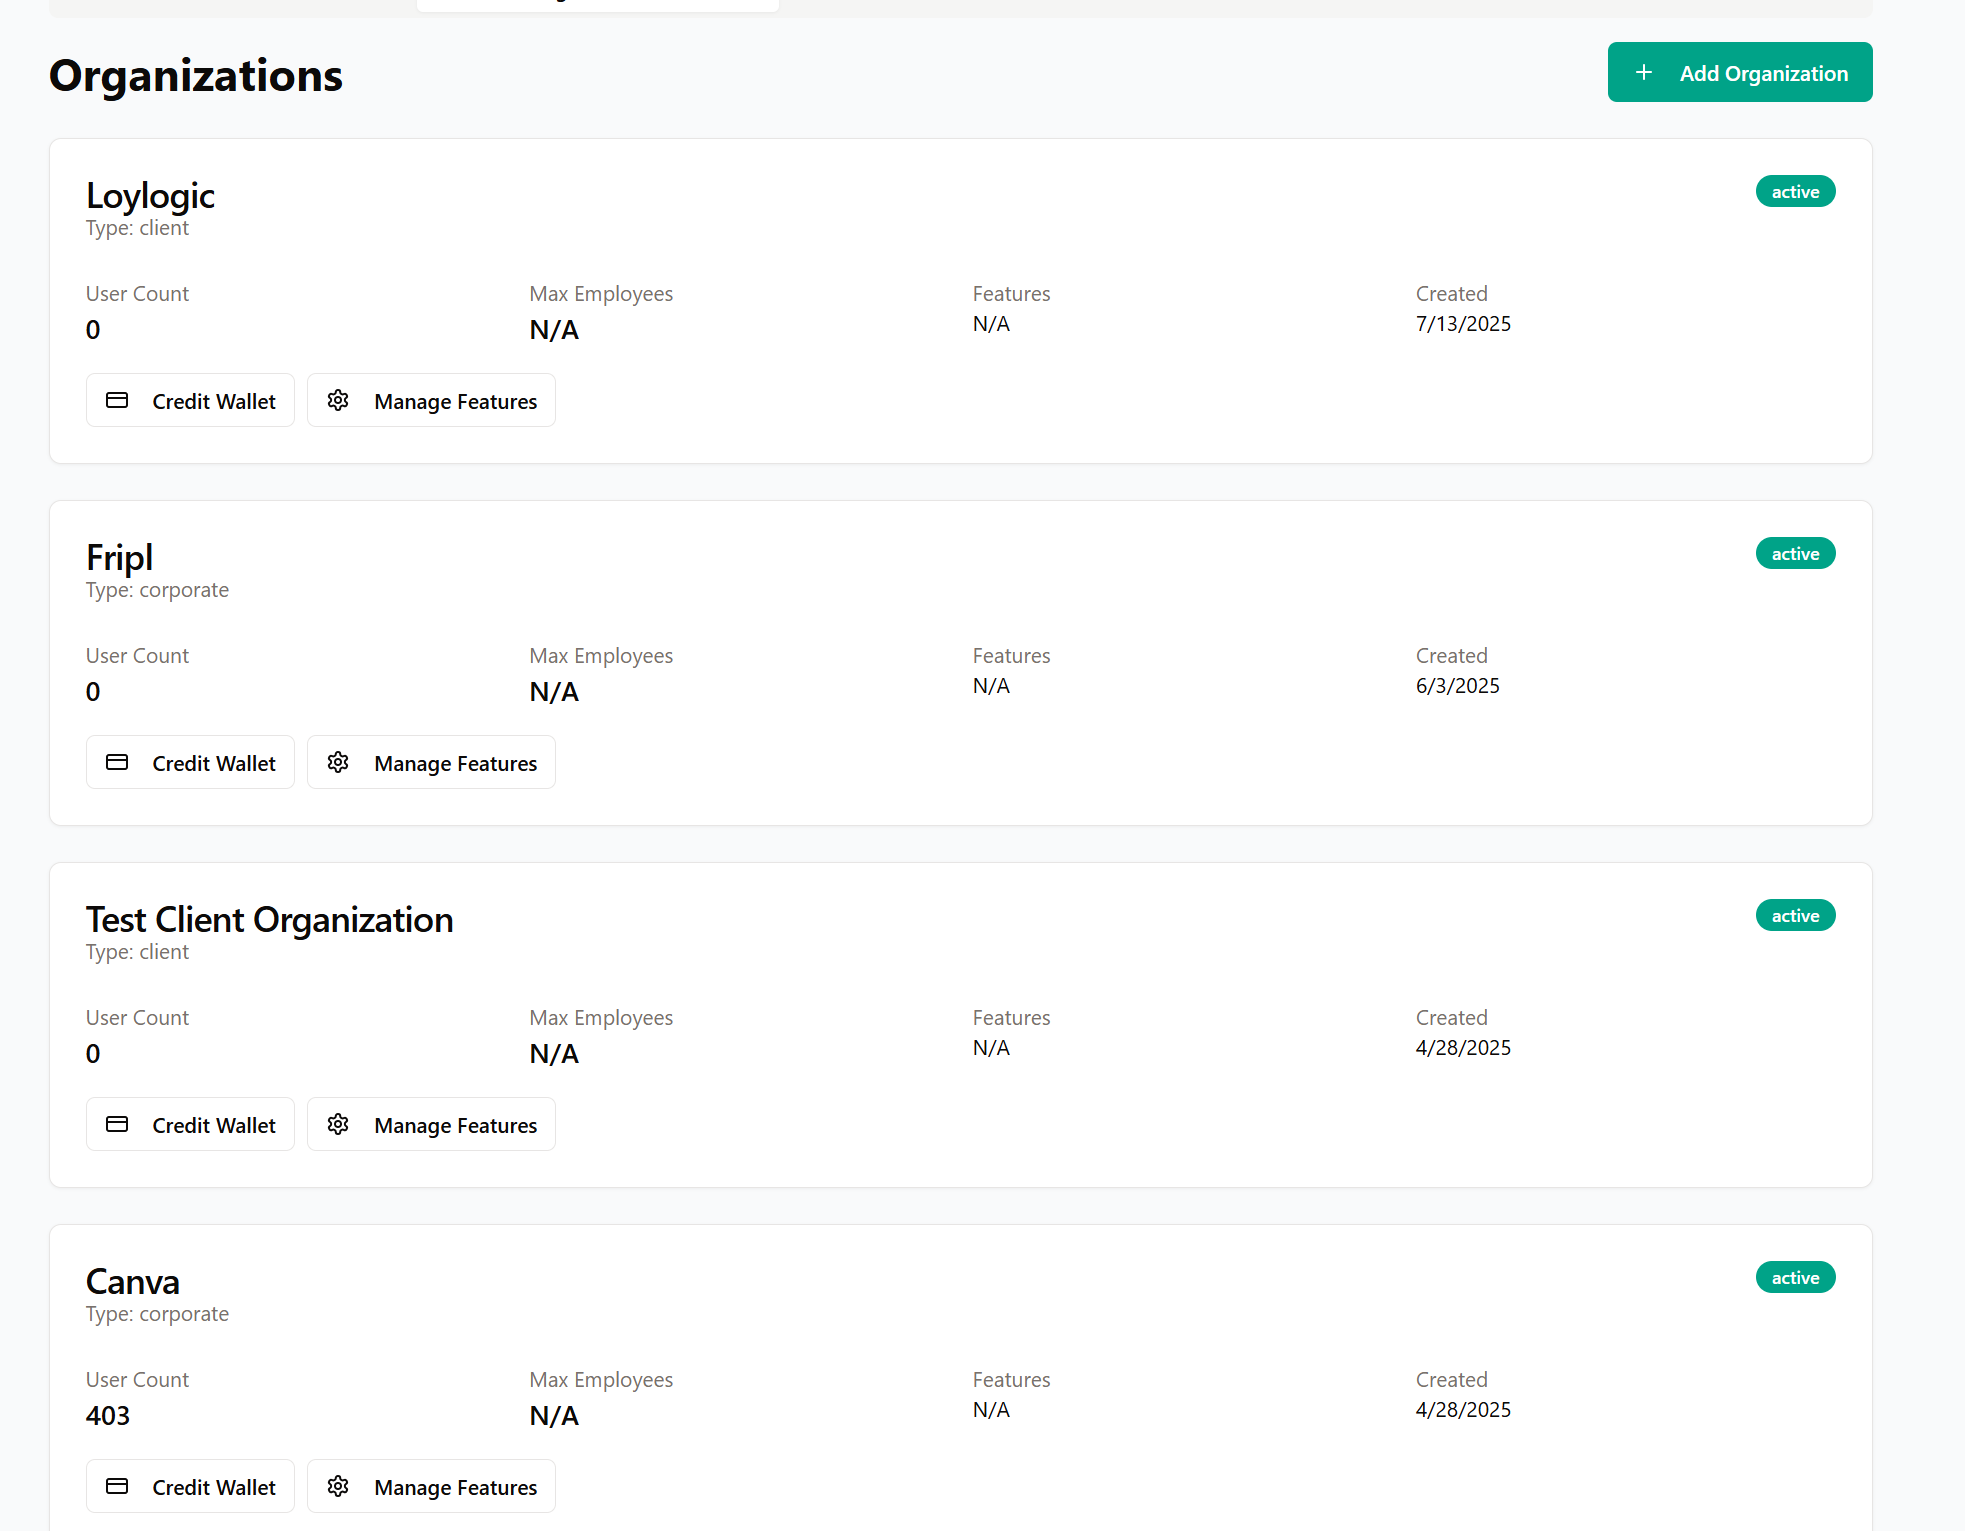 Organizations
+ Add Organization
Loylogic
active
Type: client
User Count
Max Employees
Features
Created
0
N/A
N/A
7/13/2025
Credit Wallet
Manage Features
Fripl
active
Type: corporate
User Count
Max Employees
Features
Created
0
N/A
N/A
6/3/2025
Credit Wallet
Manage Features
Test Client Organization
active
Type: client
User Count
Max Employees
Features
Created
0
N/A
N/A
4/28/2025
Credit Wallet
Manage Features
Canva
active
Type: corporate
User Count
Max Employees
Features
Created
403
N/A
N/A
4/28/2025
Credit Wallet
Manage Features